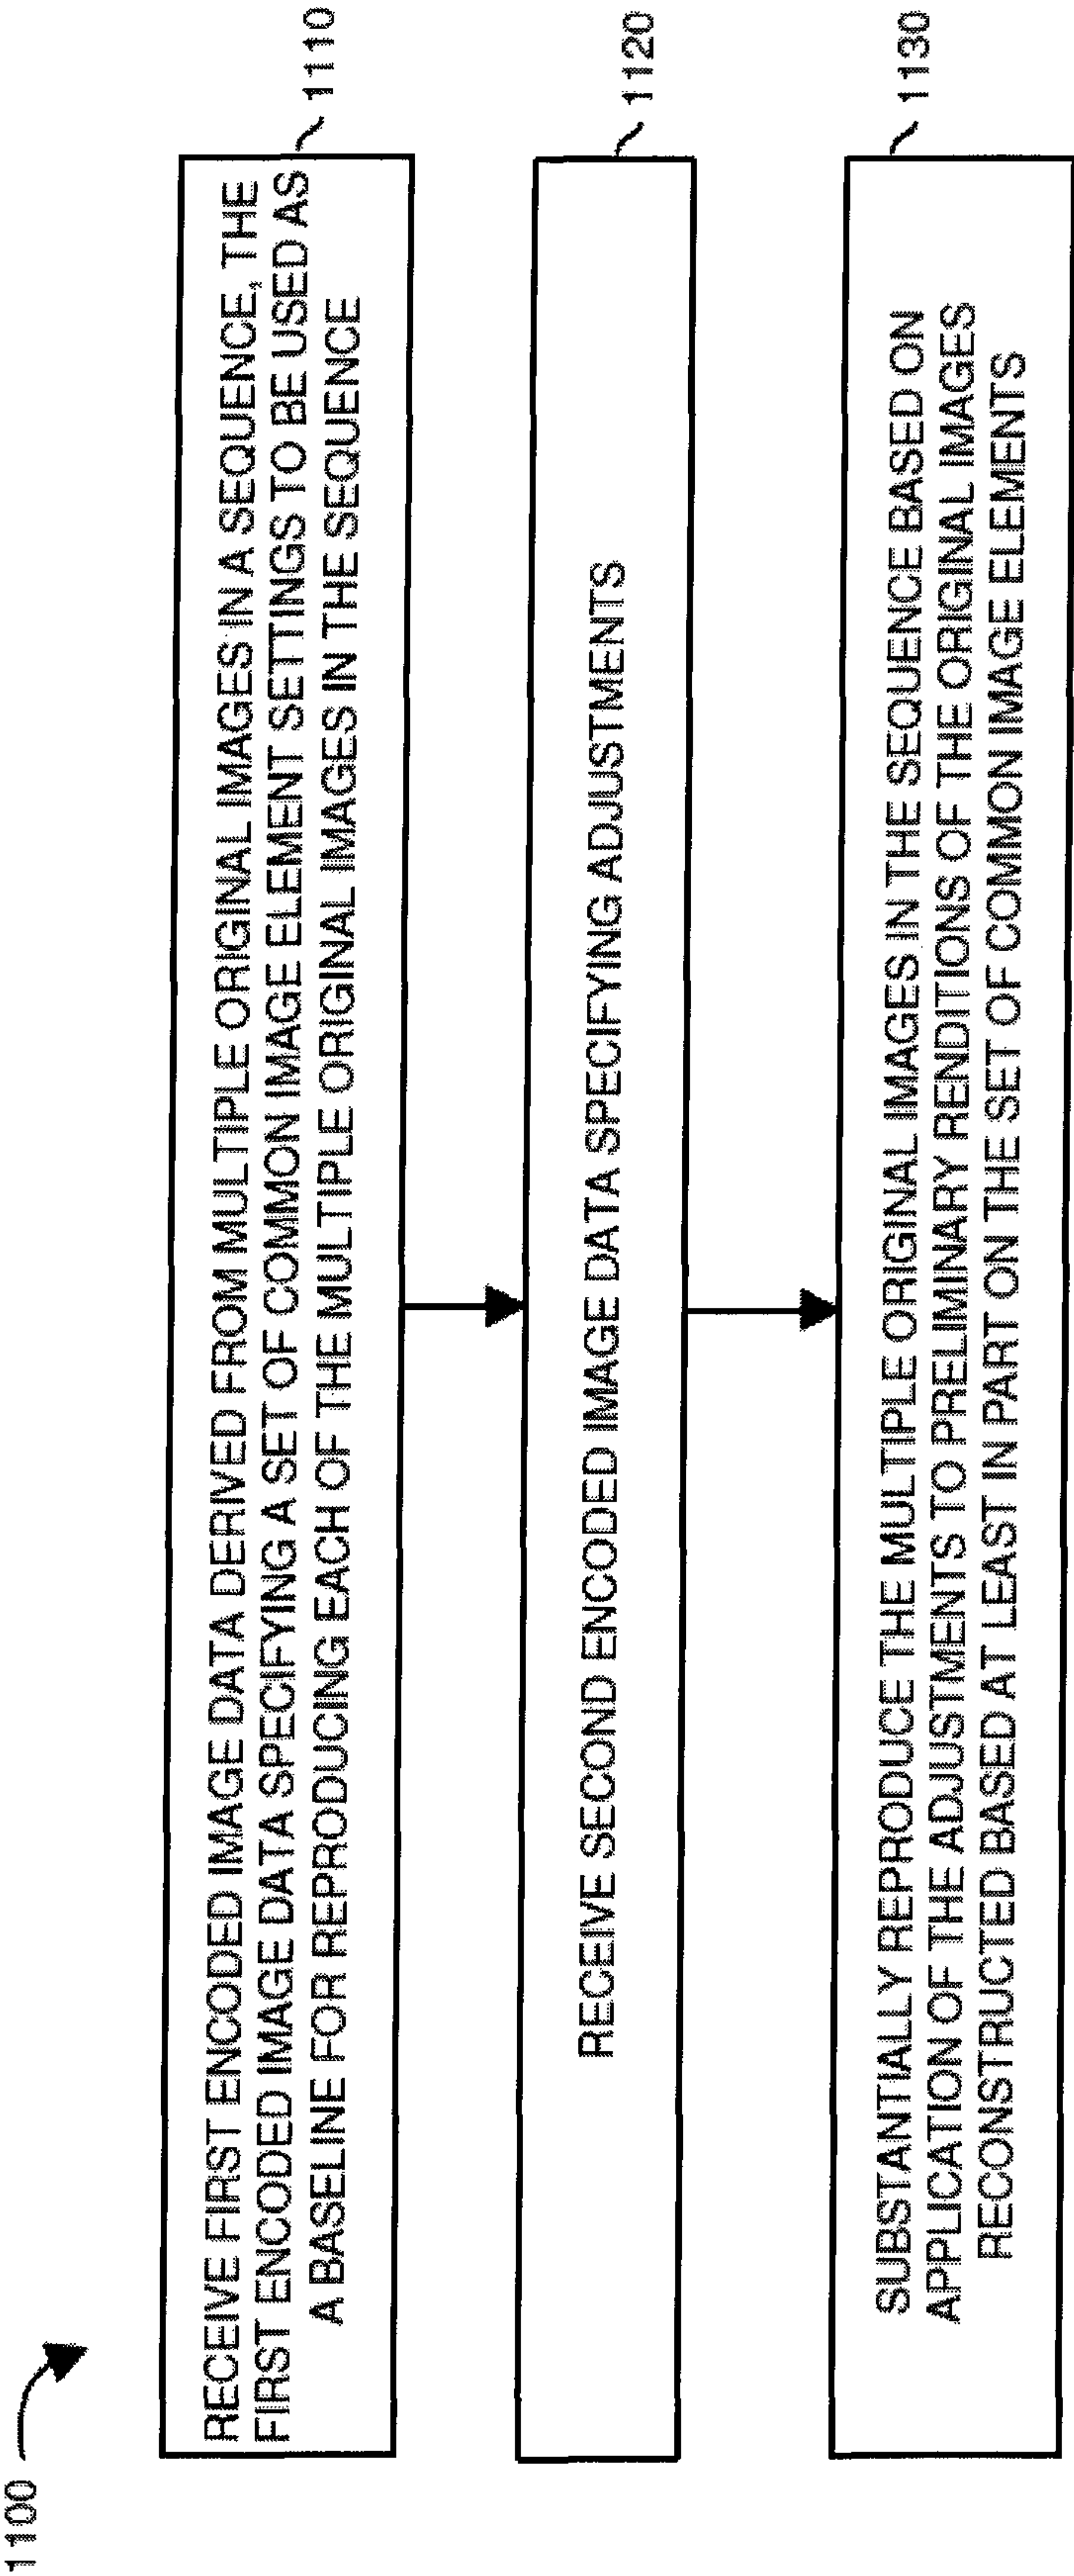 1100
RECEIVE FIRST ENCODED IMAGE DATA DERIVED FROM MULTIPLE ORIGINAL IMAGES IN A SEQUENCE, THE
FIRST ENCODED IMAGE DATA SPECIFYING A SET OF COMMON IMAGE ELEMENT SETTINGS TO BE USED AS
A BASELINE FOR REPRODUCING EACH OF THE MULTIPLE ORIGINAL IMAGES IN THE SEQUENCE
1110
RECEIVE SECOND ENCODED IMAGE DATA SPECIFYING ADJUSTMENTS
1120
SUBSTANTIALLY REPRODUCE THE MULTIPLE ORIGINAL IMAGES IN THE SEQUENCE BASED ON
APPLICATION OF THE ADJUSTMENTS TO PRELIMINARY RENDITIONS OF THE ORIGINAL IMAGES
RECONSTRUCTED BASED AT LEAST IN PART ON THE SET OF COMMON IMAGE ELEMENTS
1130